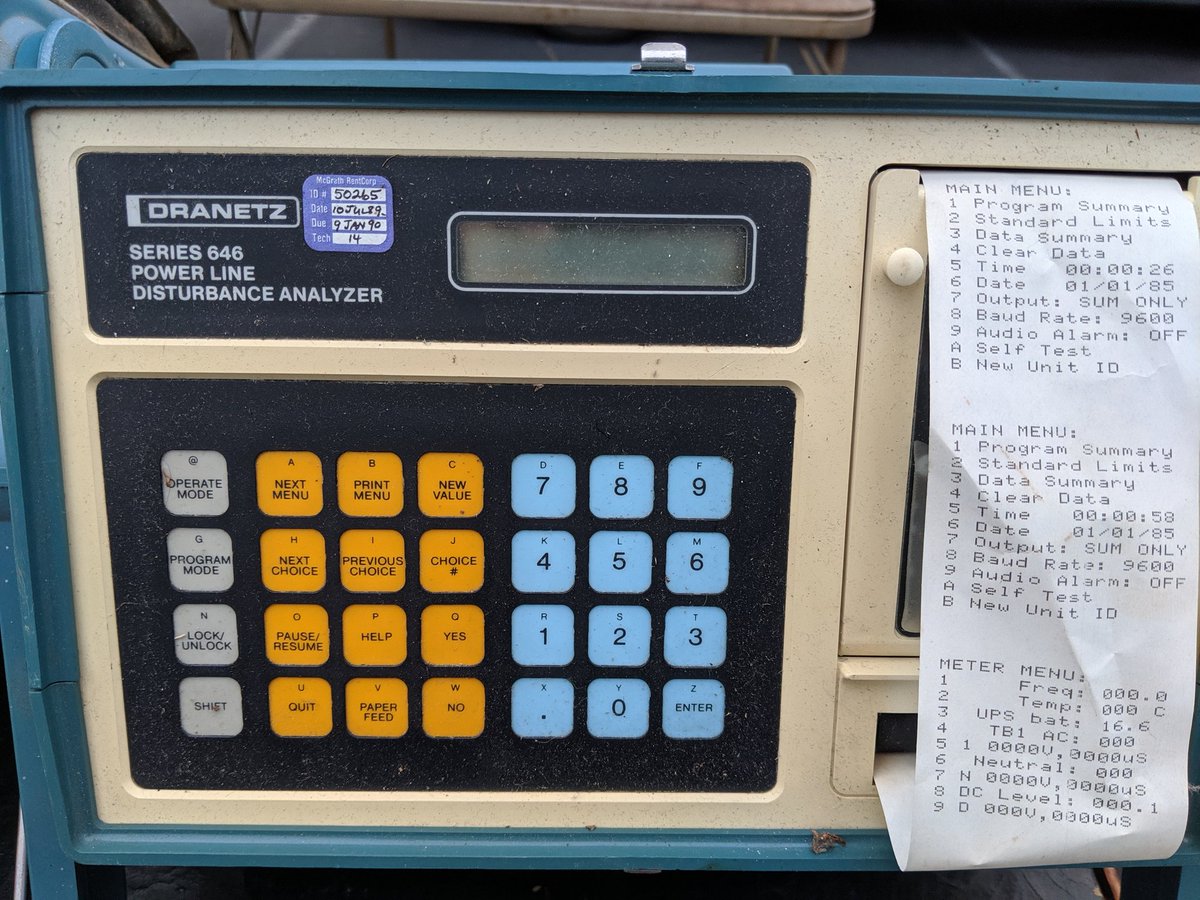 DRANETZ
SERIES 646
POWER LINE
DISTURBANCE ANALYZER
McGrath RentCorp
ID # 50265
Date 10 JUL 89
Due 9 JAN 90
Tech 14
@ OPERATE MODE
A NEXT MENU
B PRINT MENU
C NEW VALUE
D 7
E 8
F 9
G PROGRAM MODE
H NEXT CHOICE
I PREVIOUS CHOICE
J CHOICE #
K 4
L 5
M 6
N LOCK/UNLOCK
O PAUSE/RESUME
P HELP
Q YES
R 1
S 2
T 3
SHIFT
U QUIT
V PAPER FEED
W NO
X .
Y 0
Z ENTER
MAIN MENU:
1 Program Summary
2 Standard Limits
3 Data Summary
4 Clear Data
5 Time 00:00:26
6 Date 01/01/85
7 Output: SUM ONLY
8 Baud Rate: 9600
9 Audio Alarm: OFF
A Self Test
B New Unit ID
MAIN MENU:
1 Program Summary
2 Standard Limits
3 Data Summary
4 Clear Data
5 Time 00:00:58
6 Date 01/01/85
7 Output: SUM ONLY
8 Baud Rate: 9600
9 Audio Alarm: OFF
A Self Test
B New Unit ID
METER MENU:
1 Freq: 000.0
2 Temp: 000 C
3 UPS bat: 16.6
4 TB1 AC: 000
5 1 0000V,0000uS
6 Neutral: 000
7 N 0000V,0000uS
8 DC Level: 000.1
9 D 000V,0000uS